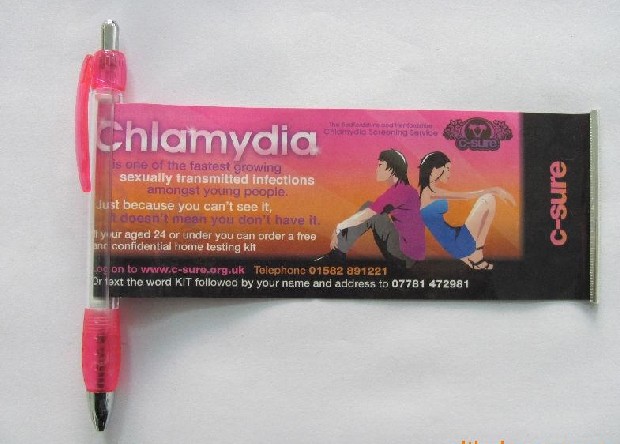 Chlamydia
is one of the fastest growing
sexually transmitted infections
amongst young people.
Just because you can't see it,
it doesn't mean you don't have it.
If your aged 24 or under you can order a free
and confidential home testing kit
Log on to www.c-sure.org.uk Telephone 01582 891221
Or text the word KIT followed by your name and address to 07781 472981
Chlamydia Screening Service
c-sure
c-sure